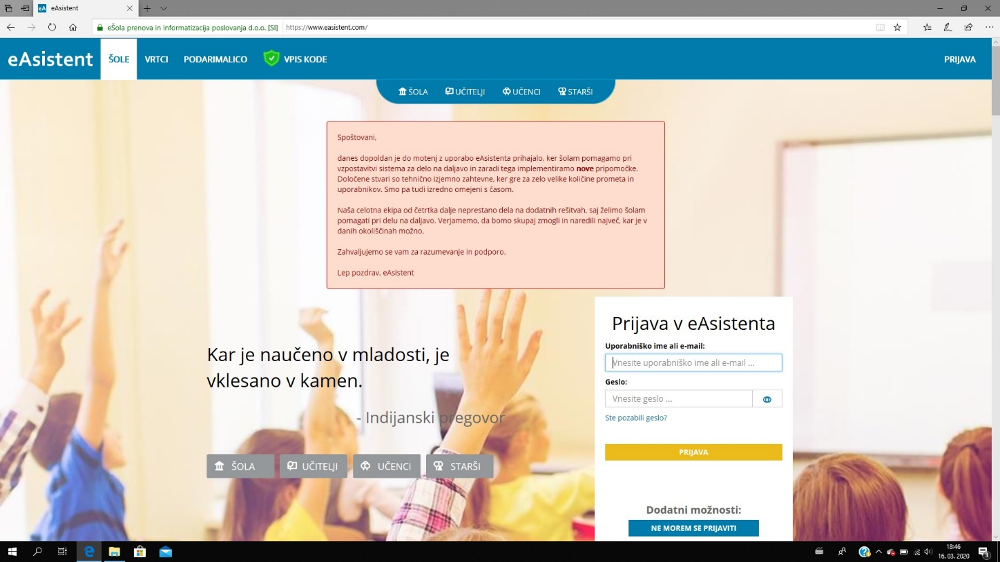 eAsistent
eŠola prenova in informatizacija poslovanja d.o.o. [SI]
https://www.easistent.com/
eAsistent
ŠOLE
VRTCI
PODARIMALICO
VPIS KODE
PRIJAVA
ŠOLA
UČITELJI
UČENCI
STARŠI
Spoštovani,
danes dopoldan je do motenj z uporabo eAsistenta prihajalo, ker šolam pomagamo pri
vzpostavitvi sistema za delo na daljavo in zaradi tega implementiramo nove pripomočke.
Določene stvari so tehnično izjemno zahtevne, ker gre za zelo velike količine prometa in
uporabnikov. Smo pa tudi izredno omejeni s časom.
Naša celotna ekipa od četrtka dalje neprestano dela na dodatnih rešitvah, saj želimo šolam
pomagati pri delu na daljavo. Verjamemo, da bomo skupaj zmogli in naredili največ, kar je v
danih okoliščinah možno.
Zahvaljujemo se vam za razumevanje in podporo.
Lep pozdrav, eAsistent
Kar je naučeno v mladosti, je
vklesano v kamen.
- Indijanski pregovor
ŠOLA
UČITELJI
UČENCI
STARŠI
Prijava v eAsistenta
Uporabniško ime ali e-mail:
Vnesite uporabniško ime ali e-mail ...
Geslo:
Vnesite geslo ...
Ste pozabili geslo?
PRIJAVA
Dodatni možnosti:
NE MOREM SE PRIJAVITI
18:46
16. 03. 2020
3